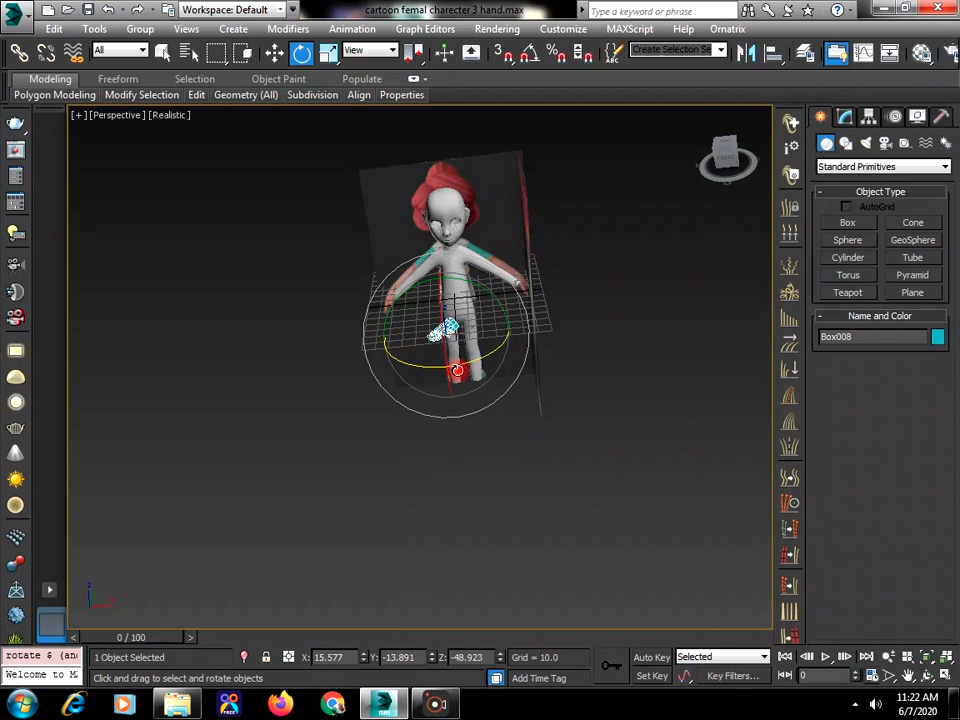 Workspace: Default
cartoon femal charecter 3 hand.max
Type a keyword or phrase
Edit Tools Group Views Create Modifiers Animation Graph Editors Rendering Customize MAXScript Help Ornatrix
All
View
Create Selection Se
Modeling Freeform Selection Object Paint Populate
Polygon Modeling Modify Selection Edit Geometry (All) Subdivision Align Properties
[+] [Perspective] [Realistic]
Standard Primitives
Object Type
AutoGrid
Box Cone
Sphere GeoSphere
Cylinder Tube
Torus Pyramid
Teapot Plane
Name and Color
Box008
0 / 100
rotate $ (an
1 Object Selected
X: 15.577 Y: -13.891 Z: -48.923 Grid = 10.0
Auto Key Selected
Welcome to M
Click and drag to select and rotate objects
Add Time Tag
Set Key Key Filters...
0
11:22 AM
6/7/2020